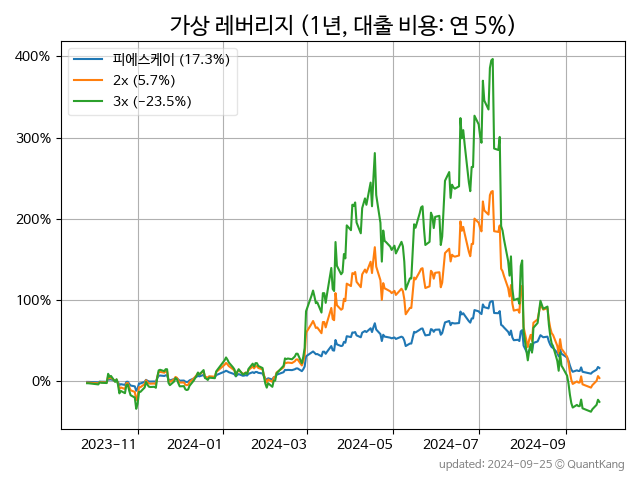 가상 레버리지 (1년, 대출 비용: 연 5%)
400%
300%
200%
100%
0%
피에스케이 (17.3%)
2x (5.7%)
3x (-23.5%)
2023-11
2024-01
2024-03
2024-05
2024-07
2024-09
updated: 2024-09-25 © QuantKang